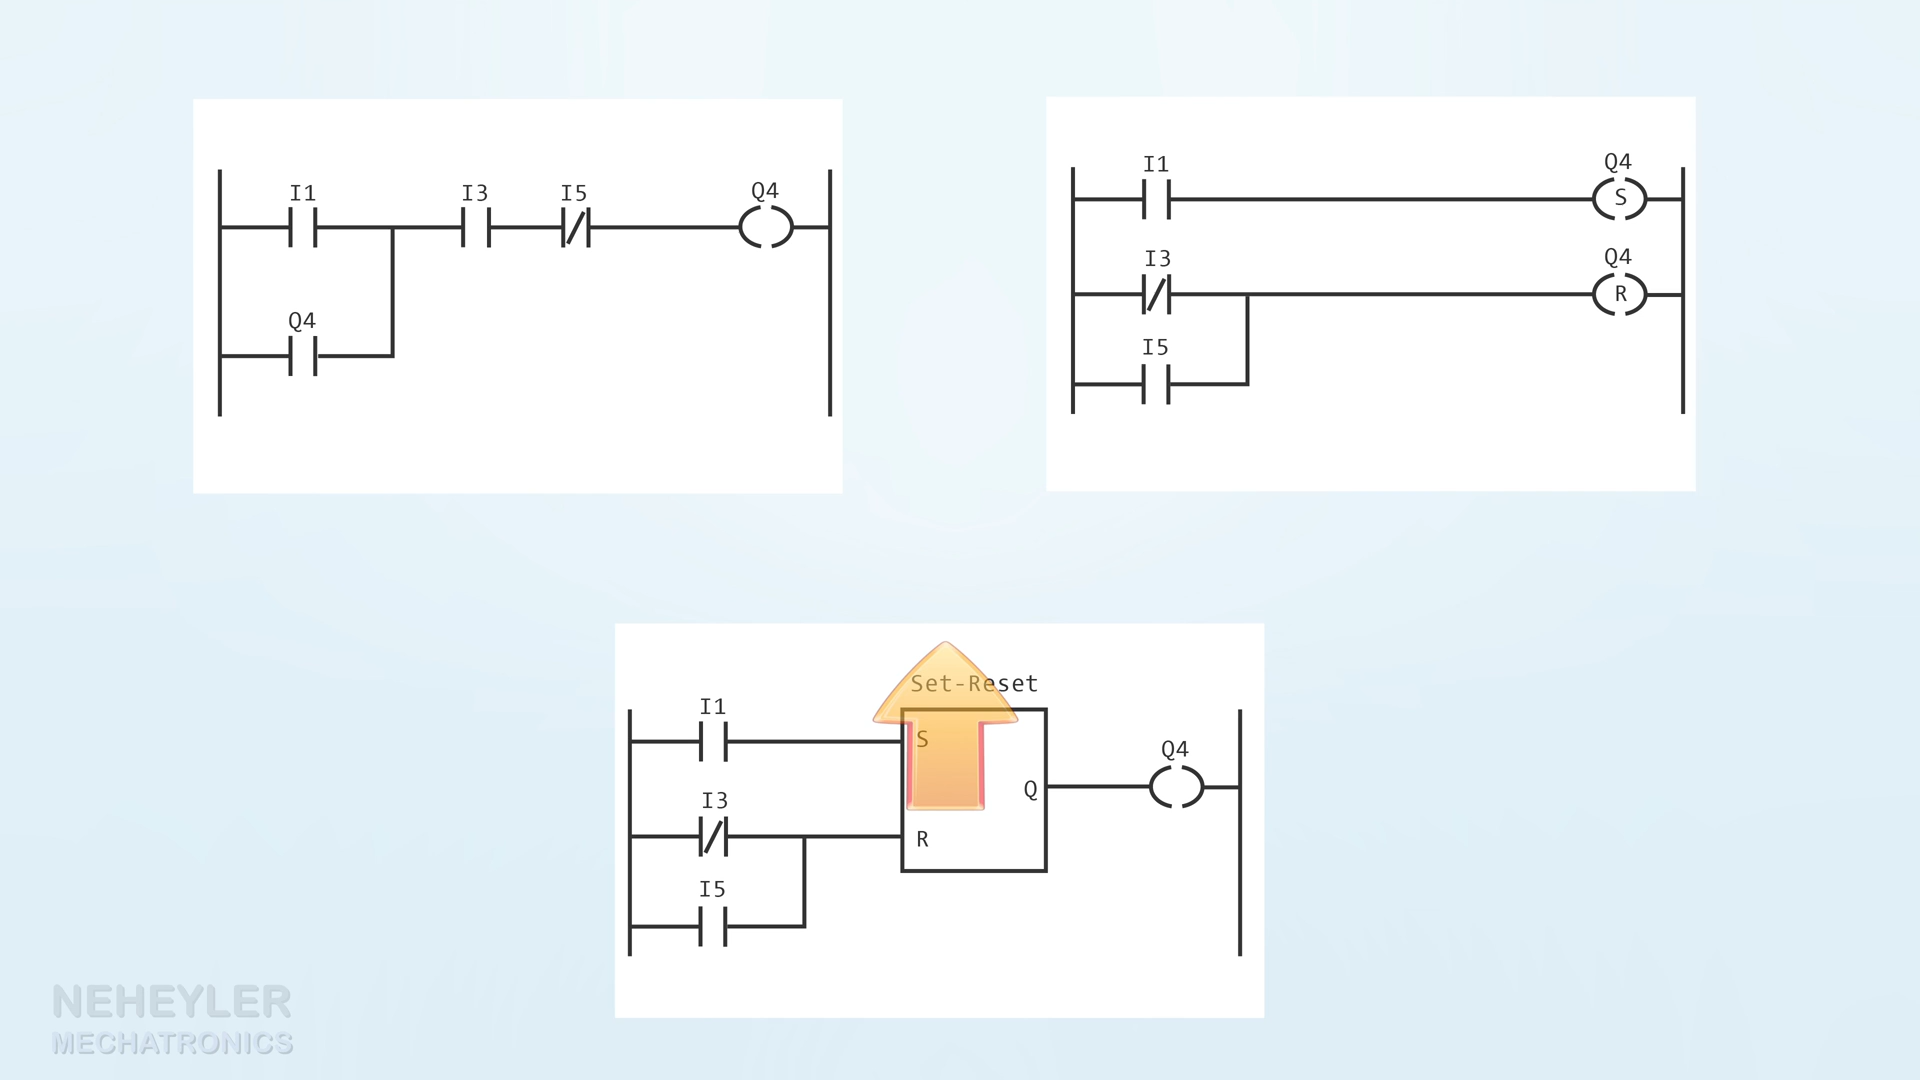 I1 I3 I5 Q4
Q4
I1 Q4
S
I3 Q4
R
I5
Set-Reset
I1
S
Q4
Q
I3
R
I5
NEHEYLER
MECHATRONICS